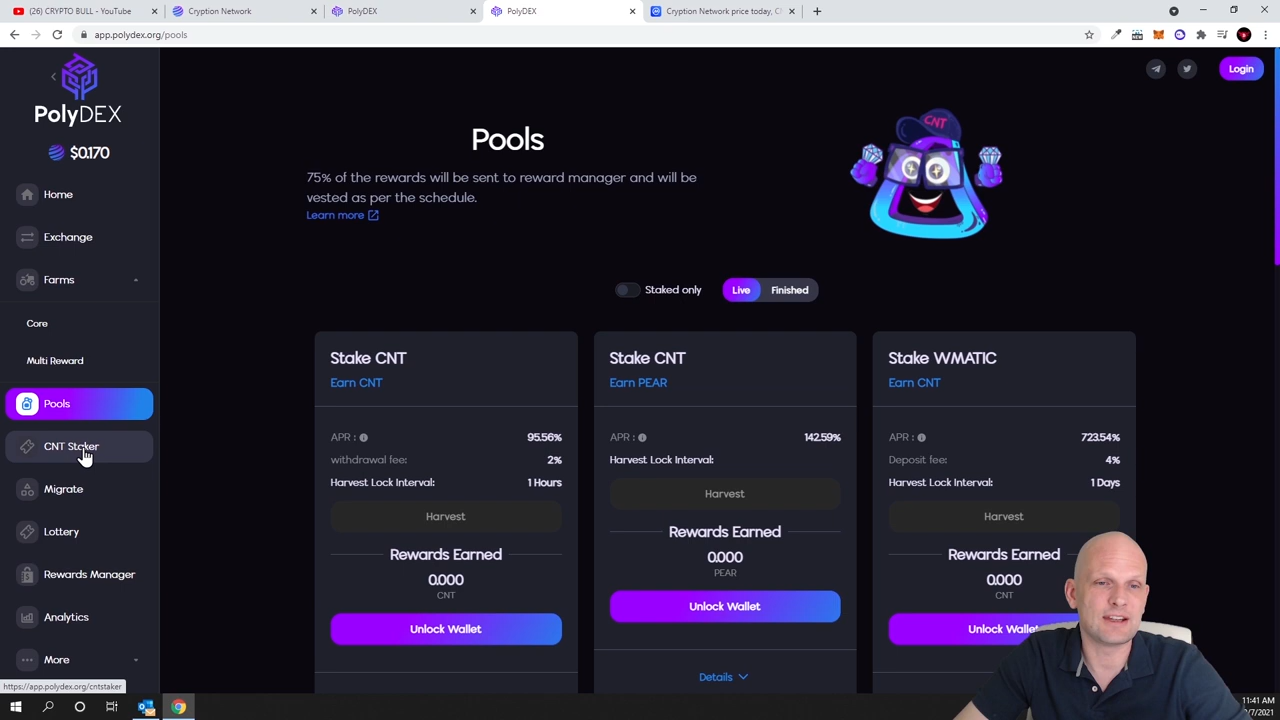 (26) CRYPTO BULL - YouTube
Cryption Network
PolyDEX
PolyDEX
Cryption Network price today, C
app.polydex.org/pools
PolyDEX
$0.170
Home
Exchange
Farms
Core
Multi Reward
Pools
CNT Staker
Migrate
Lottery
Rewards Manager
Analytics
More
https://app.polydex.org/cntstaker
Login
Pools
75% of the rewards will be sent to reward manager and will be
vested as per the schedule.
Learn more
CNT
Staked only
Live
Finished
Stake CNT
Earn CNT
APR :
95.56%
withdrawal fee:
2%
Harvest Lock Interval:
1 Hours
Harvest
Rewards Earned
0.000
CNT
Unlock Wallet
Stake CNT
Earn PEAR
APR :
142.59%
Harvest Lock Interval:
Harvest
Rewards Earned
0.000
PEAR
Unlock Wallet
Details
Stake WMATIC
Earn CNT
APR :
723.54%
Deposit fee:
4%
Harvest Lock Interval:
1 Days
Harvest
Rewards Earned
0.000
CNT
Unlock
11:41 AM
/7/2021